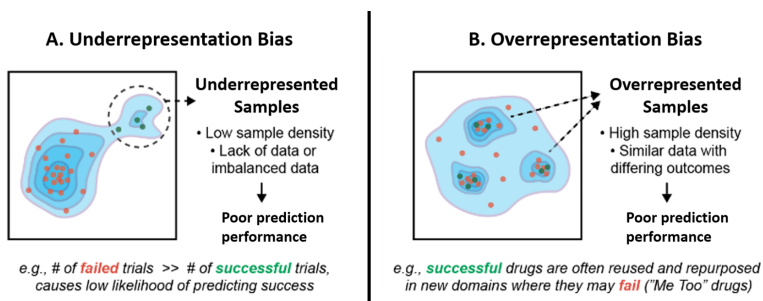 A. Underrepresentation Bias
Underrepresented
Samples
• Low sample density
• Lack of data or
imbalanced data
Poor prediction
performance
e.g., # of failed trials >> # of successful trials,
causes low likelihood of predicting success
B. Overrepresentation Bias
Overrepresented
Samples
• High sample density
• Similar data with
differing outcomes
Poor prediction
performance
e.g., successful drugs are often reused and repurposed
in new domains where they may fail ("Me Too" drugs)